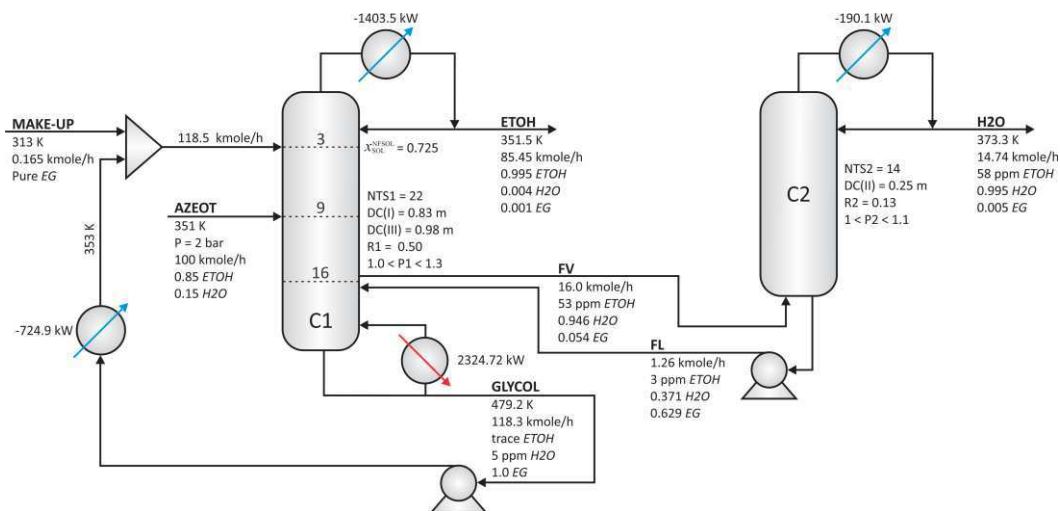 -1403.5 kW
-190.1 kW
MAKE-UP
313 K
0.165 kmole/h
Pure EG
118.5 kmole/h
3
x_SOL^NFSOL = 0.725
ETOH
351.5 K
85.45 kmole/h
0.995 ETOH
0.004 H2O
0.001 EG
H2O
373.3 K
14.74 kmole/h
58 ppm ETOH
0.995 H2O
0.005 EG
AZEOT
351 K
P = 2 bar
100 kmole/h
0.85 ETOH
0.15 H2O
9
NTS1 = 22
DC(I) = 0.83 m
DC(III) = 0.98 m
R1 = 0.50
1.0 < P1 < 1.3
C2
NTS2 = 14
DC(II) = 0.25 m
R2 = 0.13
1 < P2 < 1.1
353 K
16
C1
FV
16.0 kmole/h
53 ppm ETOH
0.946 H2O
0.054 EG
FL
1.26 kmole/h
3 ppm ETOH
0.371 H2O
0.629 EG
-724.9 kW
2324.72 kW
GLYCOL
479.2 K
118.3 kmole/h
trace ETOH
5 ppm H2O
1.0 EG